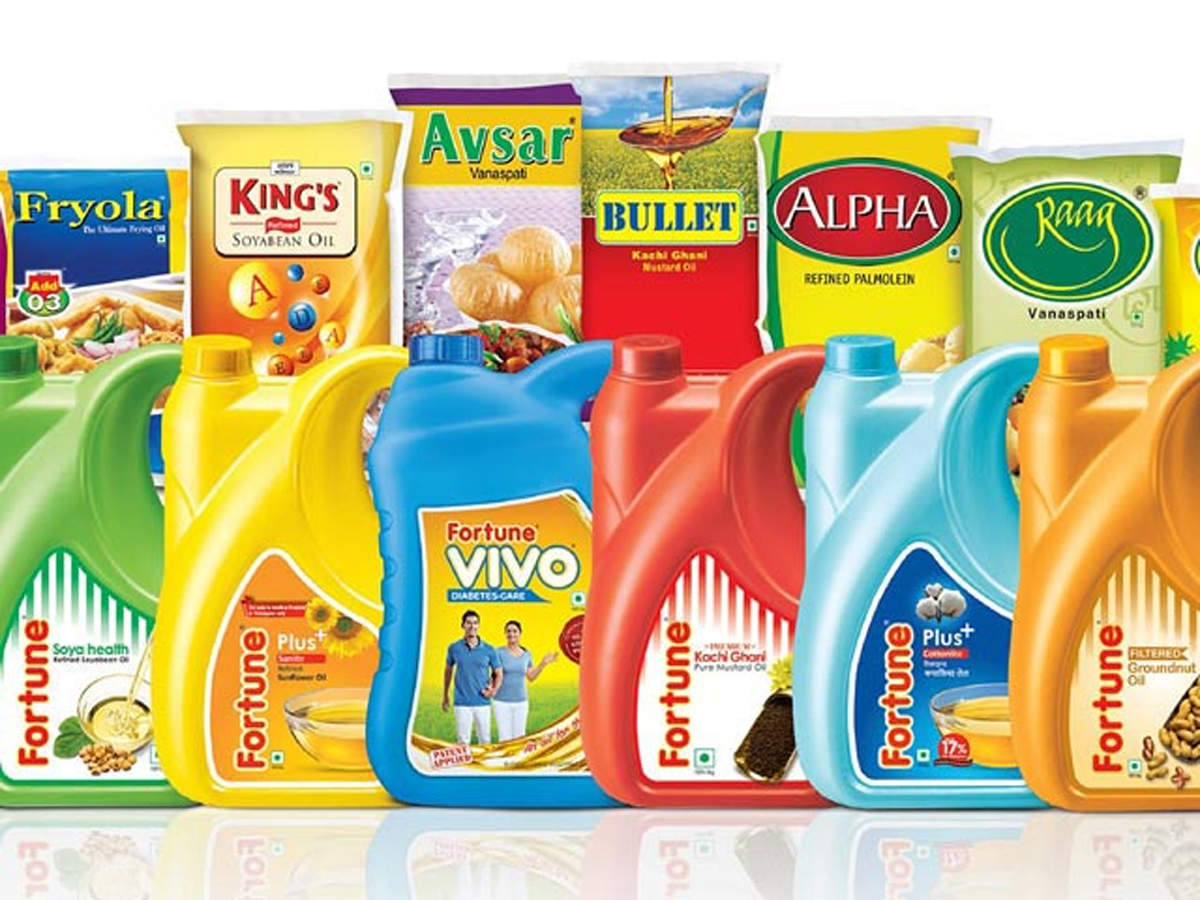 Fryola
The Ultimate Frying Oil
Add
03
KING'S
Refined
SOYABEAN OIL
A
D
E
A
Avsar
Vanaspati
BULLET
Kachi Ghani
Mustard Oil
ALPHA
REFINED PALMOLEIN
Raag
Vanaspati
Fortune
Soya health
Refined Soyabean Oil
Fortune
Plus+
Refined
Sunflower Oil
Fortune
VIVO
DIABETES-CARE
PATENT
APPLIED
Fortune
Kachi Ghani
Pure Mustard Oil
Fortune
Plus+
17%
Fortune
FILTERED
Groundnut
Oil